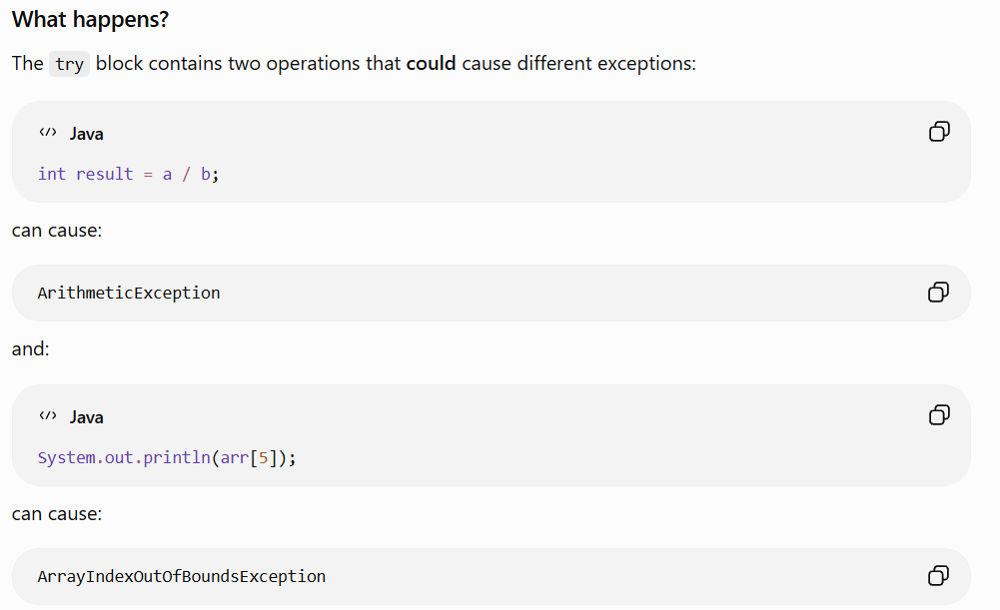 What happens?
The try block contains two operations that could cause different exceptions:
Java
int result = a / b;
can cause:
ArithmeticException
and:
Java
System.out.println(arr[5]);
can cause:
ArrayIndexOutOfBoundsException